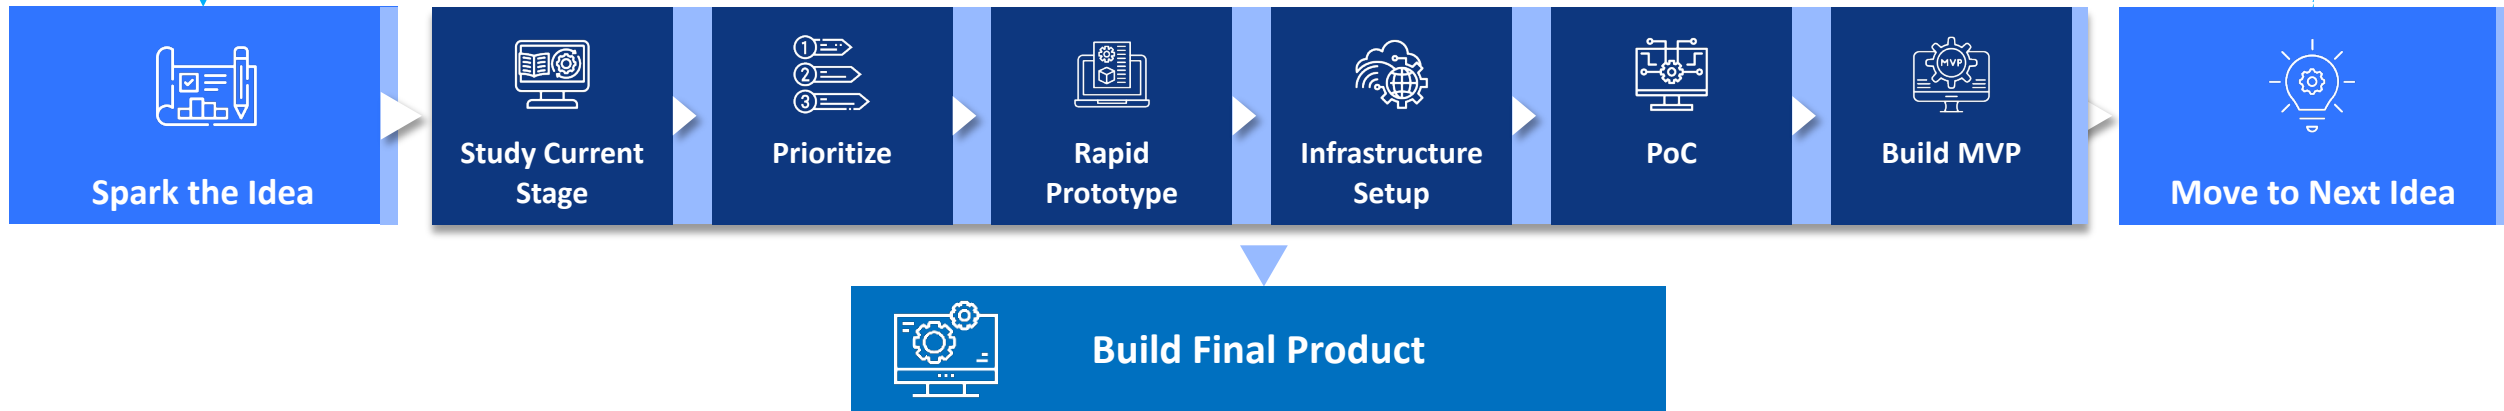 Spark the Idea
Study Current
Stage
1
2
3
Prioritize
Rapid
Prototype
Infrastructure
Setup
PoC
MVP
Build MVP
Move to Next Idea
Build Final Product